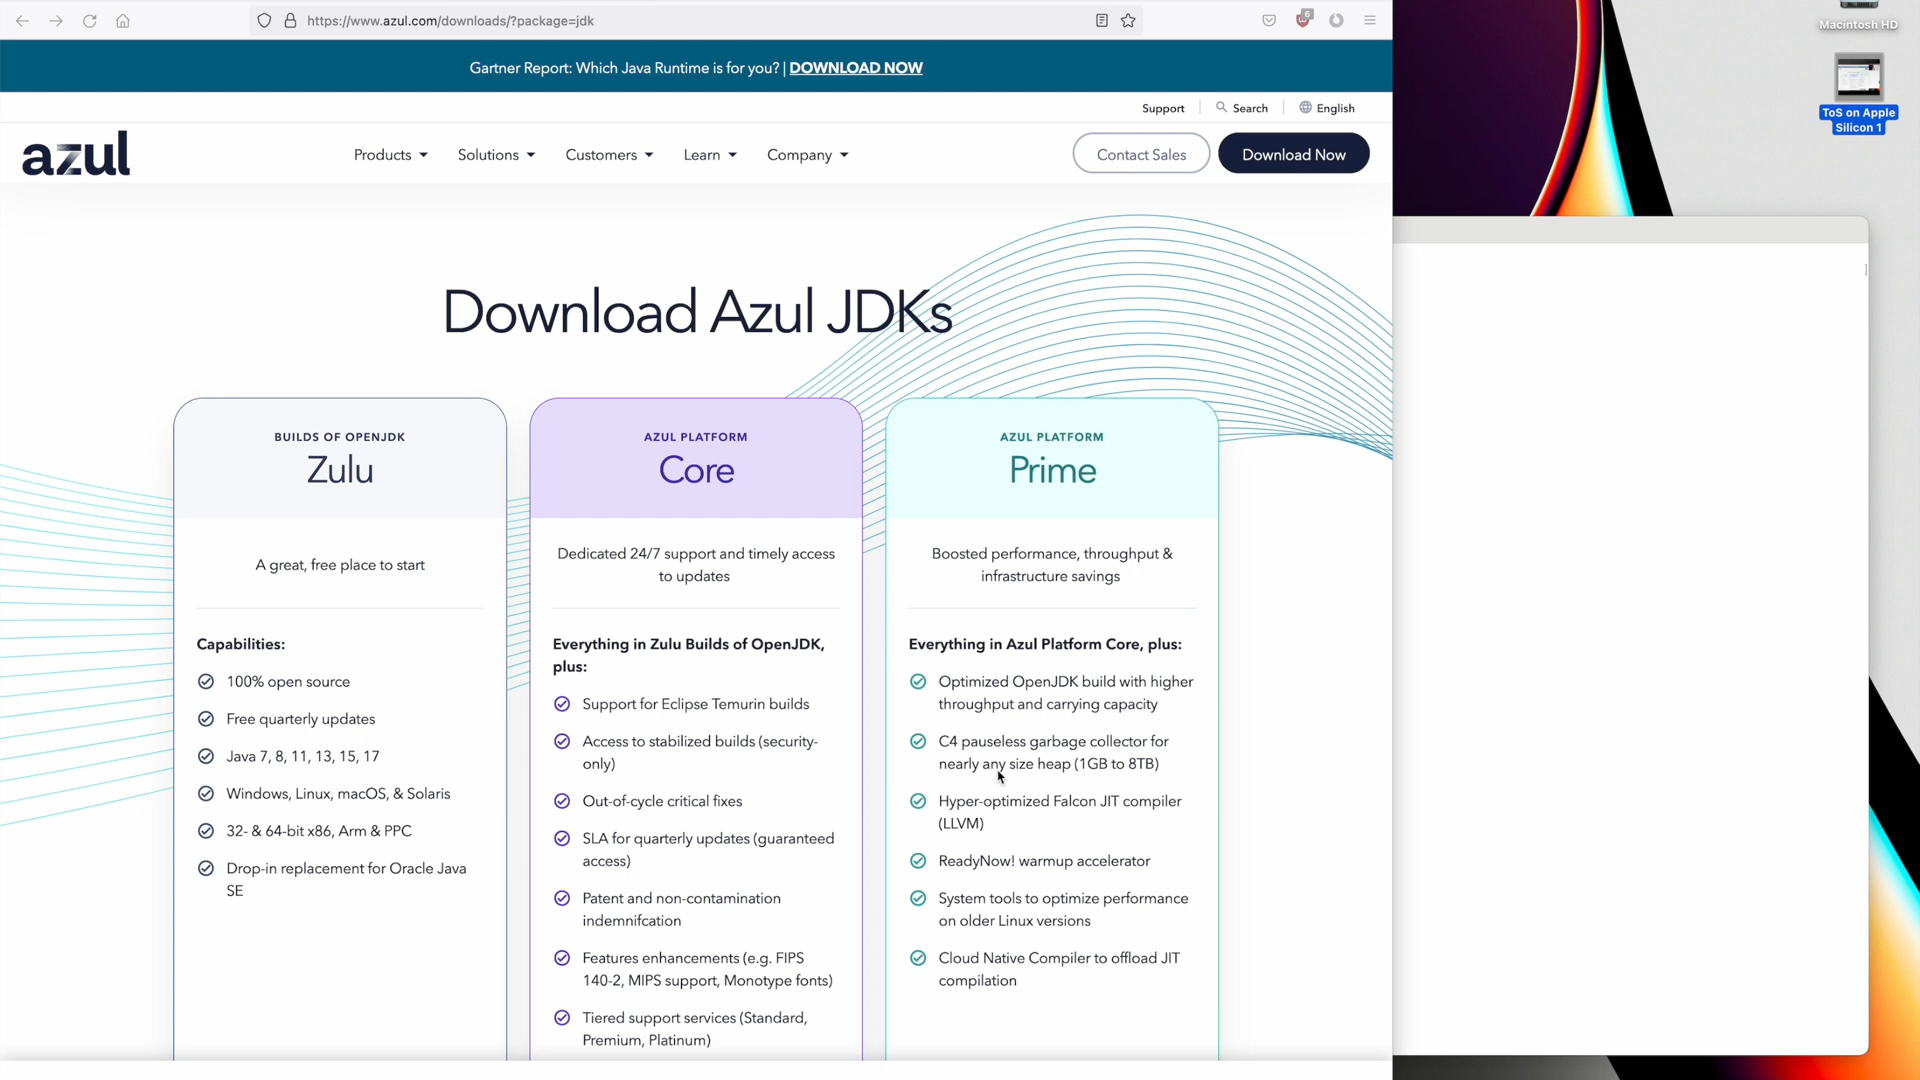 https://www.azul.com/downloads/?package=jdk
6
Macintosh HD
ToS on Apple
Silicon 1
Gartner Report: Which Java Runtime is for you? | DOWNLOAD NOW
Support
Search
English
azul
Products
Solutions
Customers
Learn
Company
Contact Sales
Download Now
Download Azul JDKs
BUILDS OF OPENJDK
Zulu
A great, free place to start
Capabilities:
100% open source
Free quarterly updates
Java 7, 8, 11, 13, 15, 17
Windows, Linux, macOS, & Solaris
32- & 64-bit x86, Arm & PPC
Drop-in replacement for Oracle Java
SE
AZUL PLATFORM
Core
Dedicated 24/7 support and timely access
to updates
Everything in Zulu Builds of OpenJDK,
plus:
Support for Eclipse Temurin builds
Access to stabilized builds (security-
only)
Out-of-cycle critical fixes
SLA for quarterly updates (guaranteed
access)
Patent and non-contamination
indemnifcation
Features enhancements (e.g. FIPS
140-2, MIPS support, Monotype fonts)
Tiered support services (Standard,
Premium, Platinum)
AZUL PLATFORM
Prime
Boosted performance, throughput &
infrastructure savings
Everything in Azul Platform Core, plus:
Optimized OpenJDK build with higher
throughput and carrying capacity
C4 pauseless garbage collector for
nearly any size heap (1GB to 8TB)
Hyper-optimized Falcon JIT compiler
(LLVM)
ReadyNow! warmup accelerator
System tools to optimize performance
on older Linux versions
Cloud Native Compiler to offload JIT
compilation
]